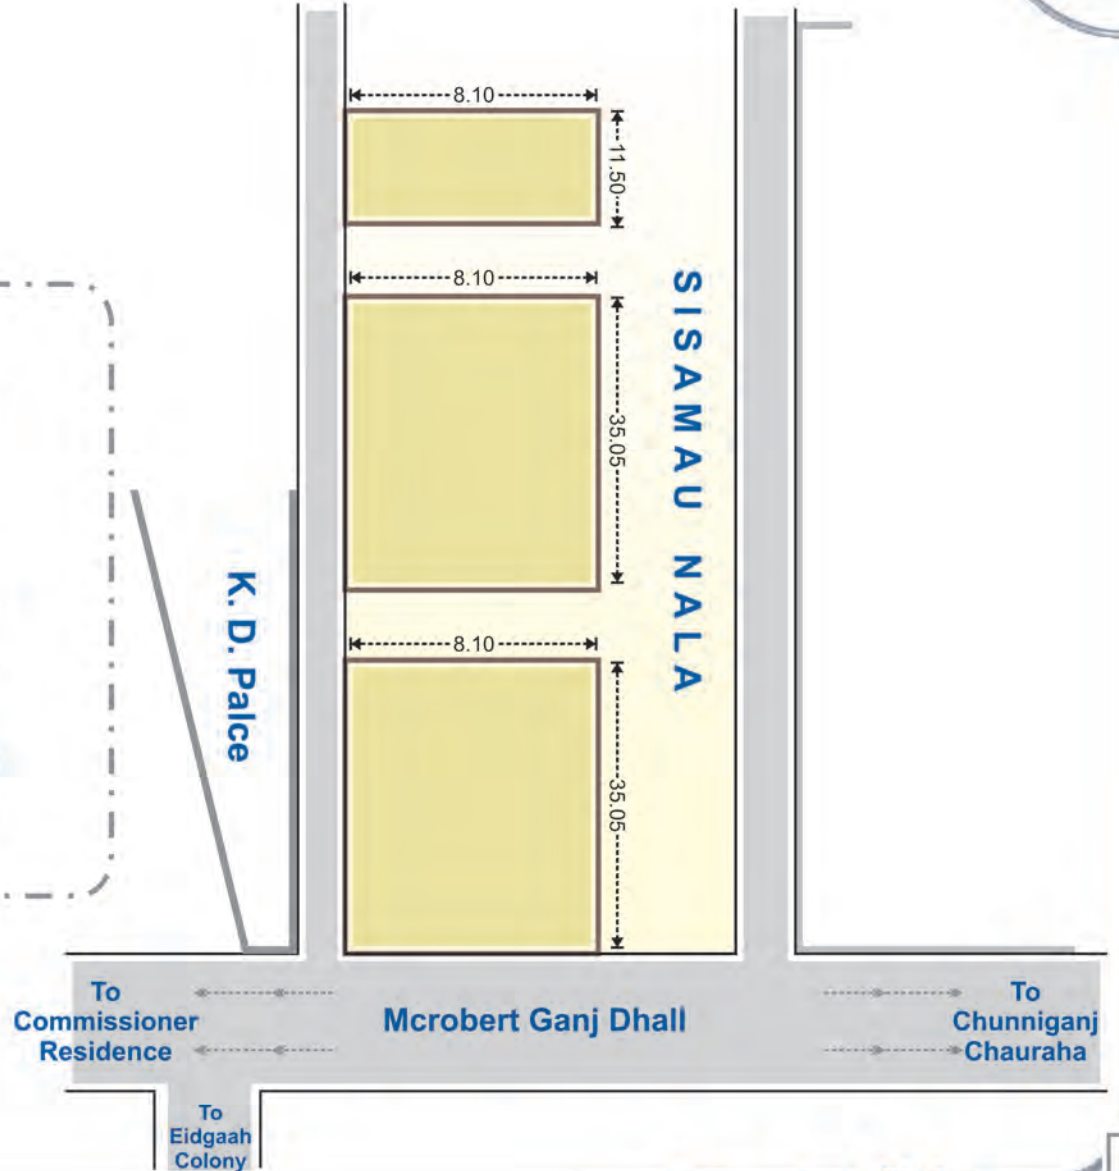 8.10
11.50
8.10
35.05
SISAMAU NALA
K. D. Palce
8.10
35.05
To
Commissioner
Residence
Mcrobert Ganj Dhall
To
Chunniganj
Chauraha
To
Eidgaah
Colony